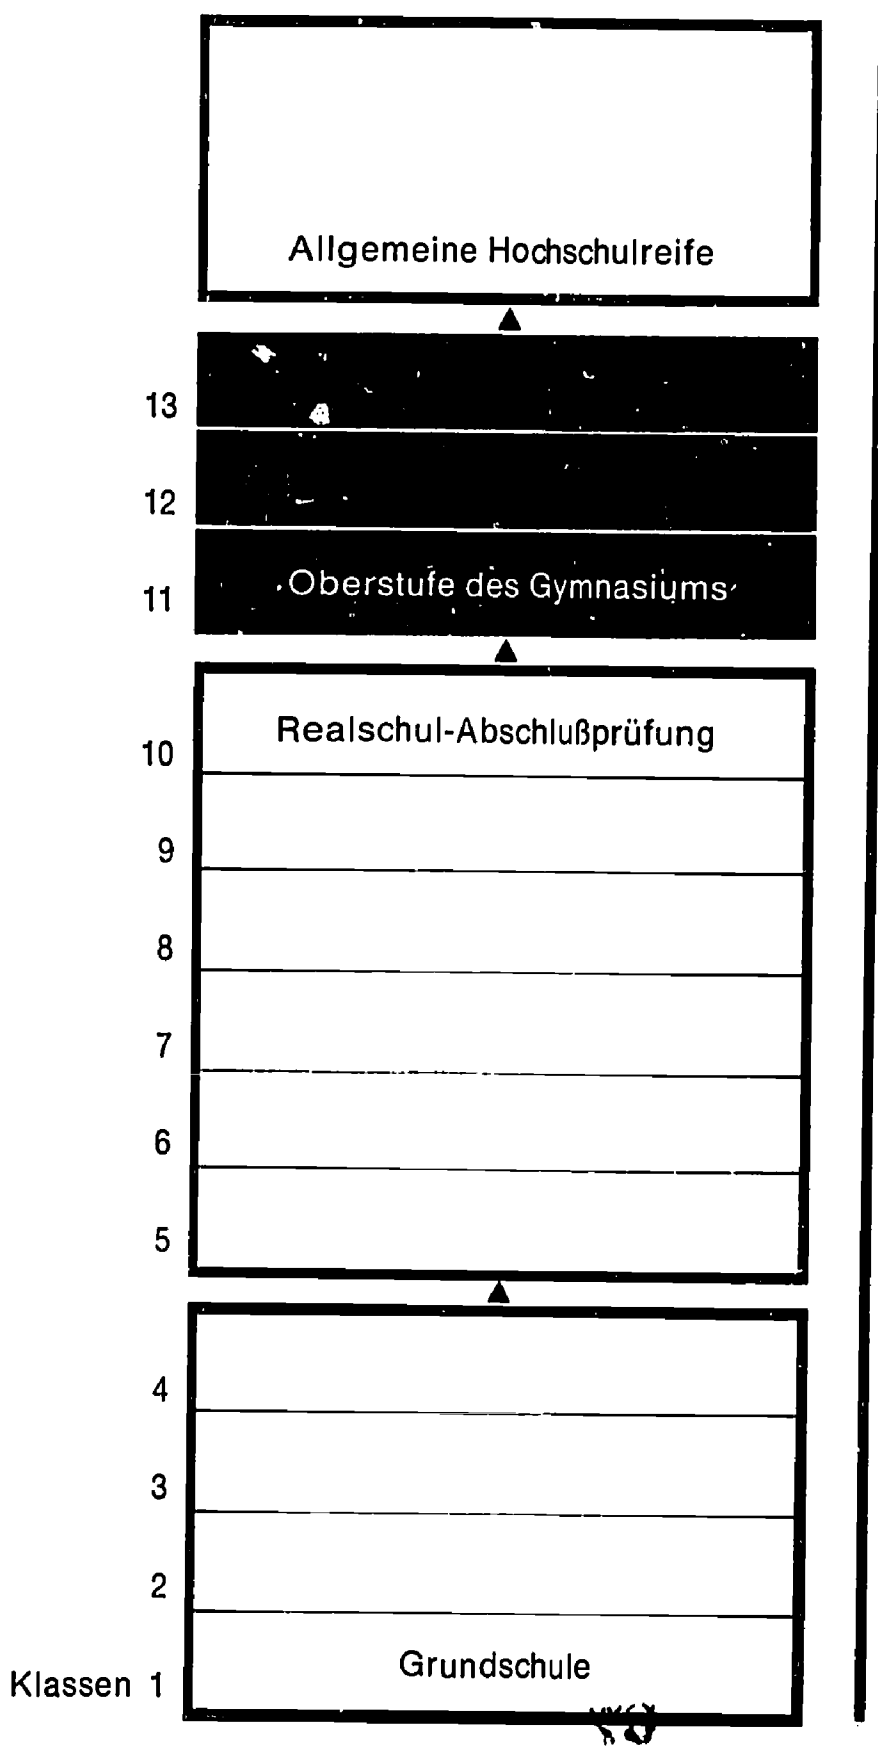 Allgemeine Hochschulreife
13
12
11 Oberstufe des Gymnasiums
10 Realschul-Abschlußprüfung
9
8
7
6
5
4
3
2
Klassen 1 Grundschule